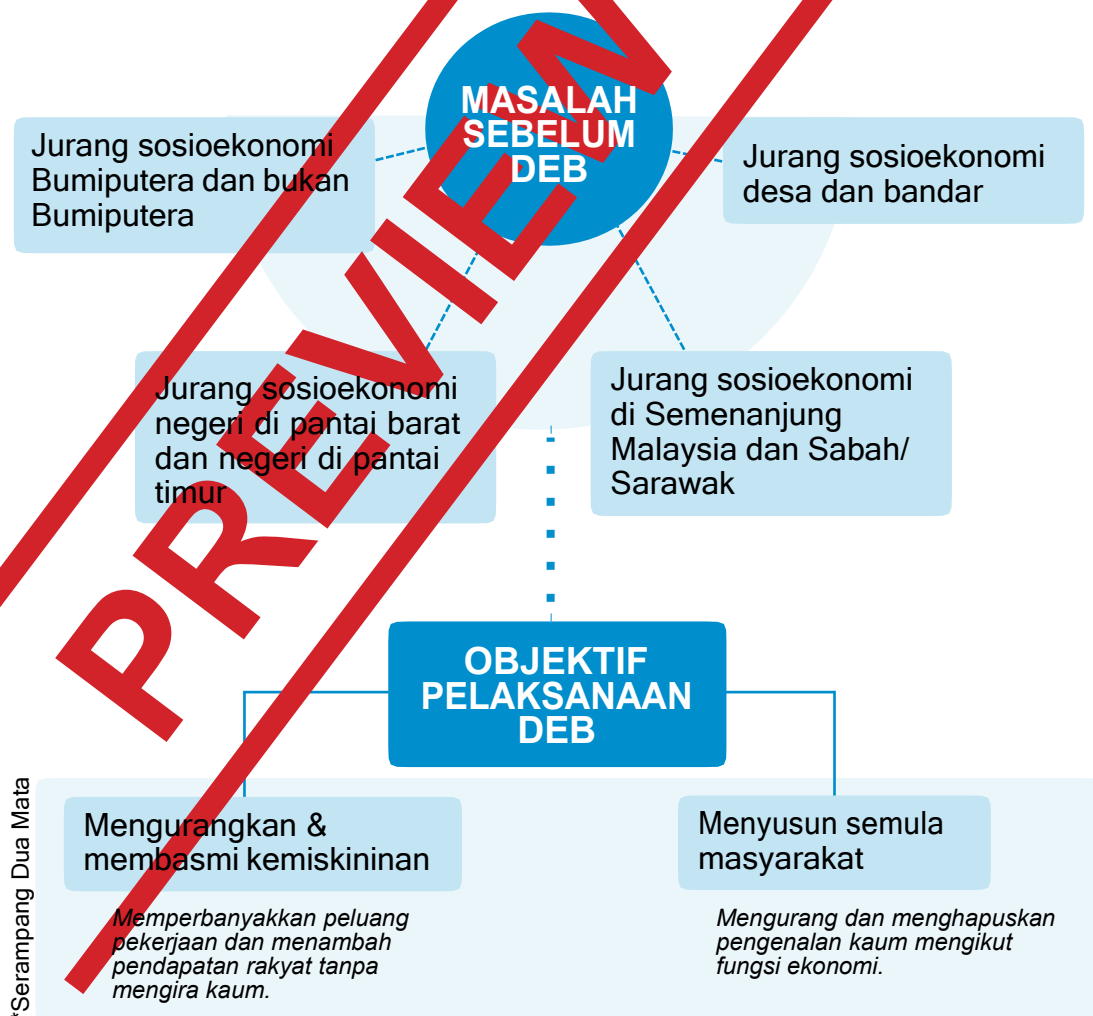 MASALAH
SEBELUM
DEB
Jurang sosioekonomi
Bumiputera dan bukan
Bumiputera
Jurang sosioekonomi
desa dan bandar
Jurang sosioekonomi
negeri di pantai barat
dan negeri di pantai
timur
Jurang sosioekonomi
di Semenanjung
Malaysia dan Sabah/
Sarawak
PREVIEW
OBJEKTIF
PELAKSANAAN
DEB
*Serampang Dua Mata
Mengurangkan &
membasmi kemiskininan
Memperbanyakkan peluang
pekerjaan dan menambah
pendapatan rakyat tanpa
mengira kaum.
Menyusun semula
masyarakat
Mengurang dan menghapuskan
pengenalan kaum mengikut
fungsi ekonomi.